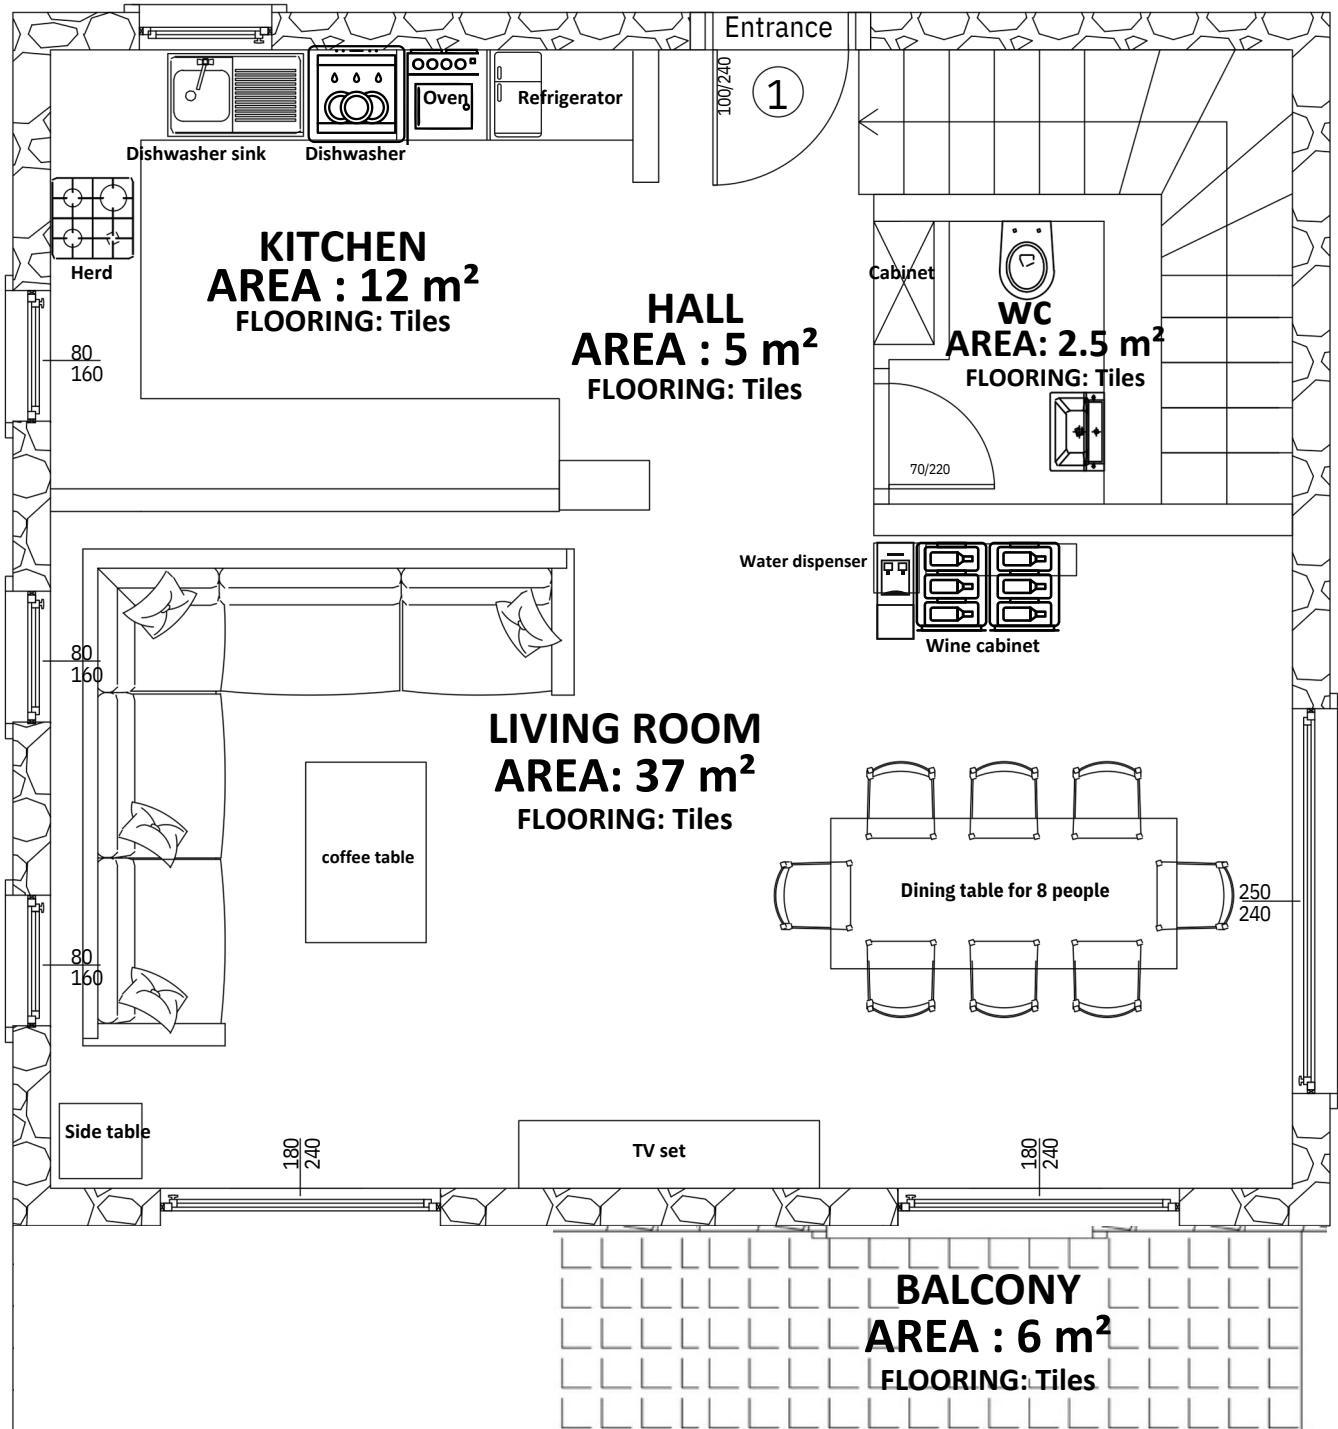 Entrance
100/240
1
Oven
Refrigerator
Dishwasher sink
Dishwasher
Herd
KITCHEN
AREA : 12 m²
FLOORING: Tiles
HALL
AREA : 5 m²
FLOORING: Tiles
Cabinet
WC
AREA: 2.5 m²
FLOORING: Tiles
80
160
70/220
Water dispenser
Wine cabinet
80
160
LIVING ROOM
AREA: 37 m²
FLOORING: Tiles
coffee table
Dining table for 8 people
250
240
80
160
Side table
180
240
TV set
180
240
BALCONY
AREA : 6 m²
FLOORING: Tiles